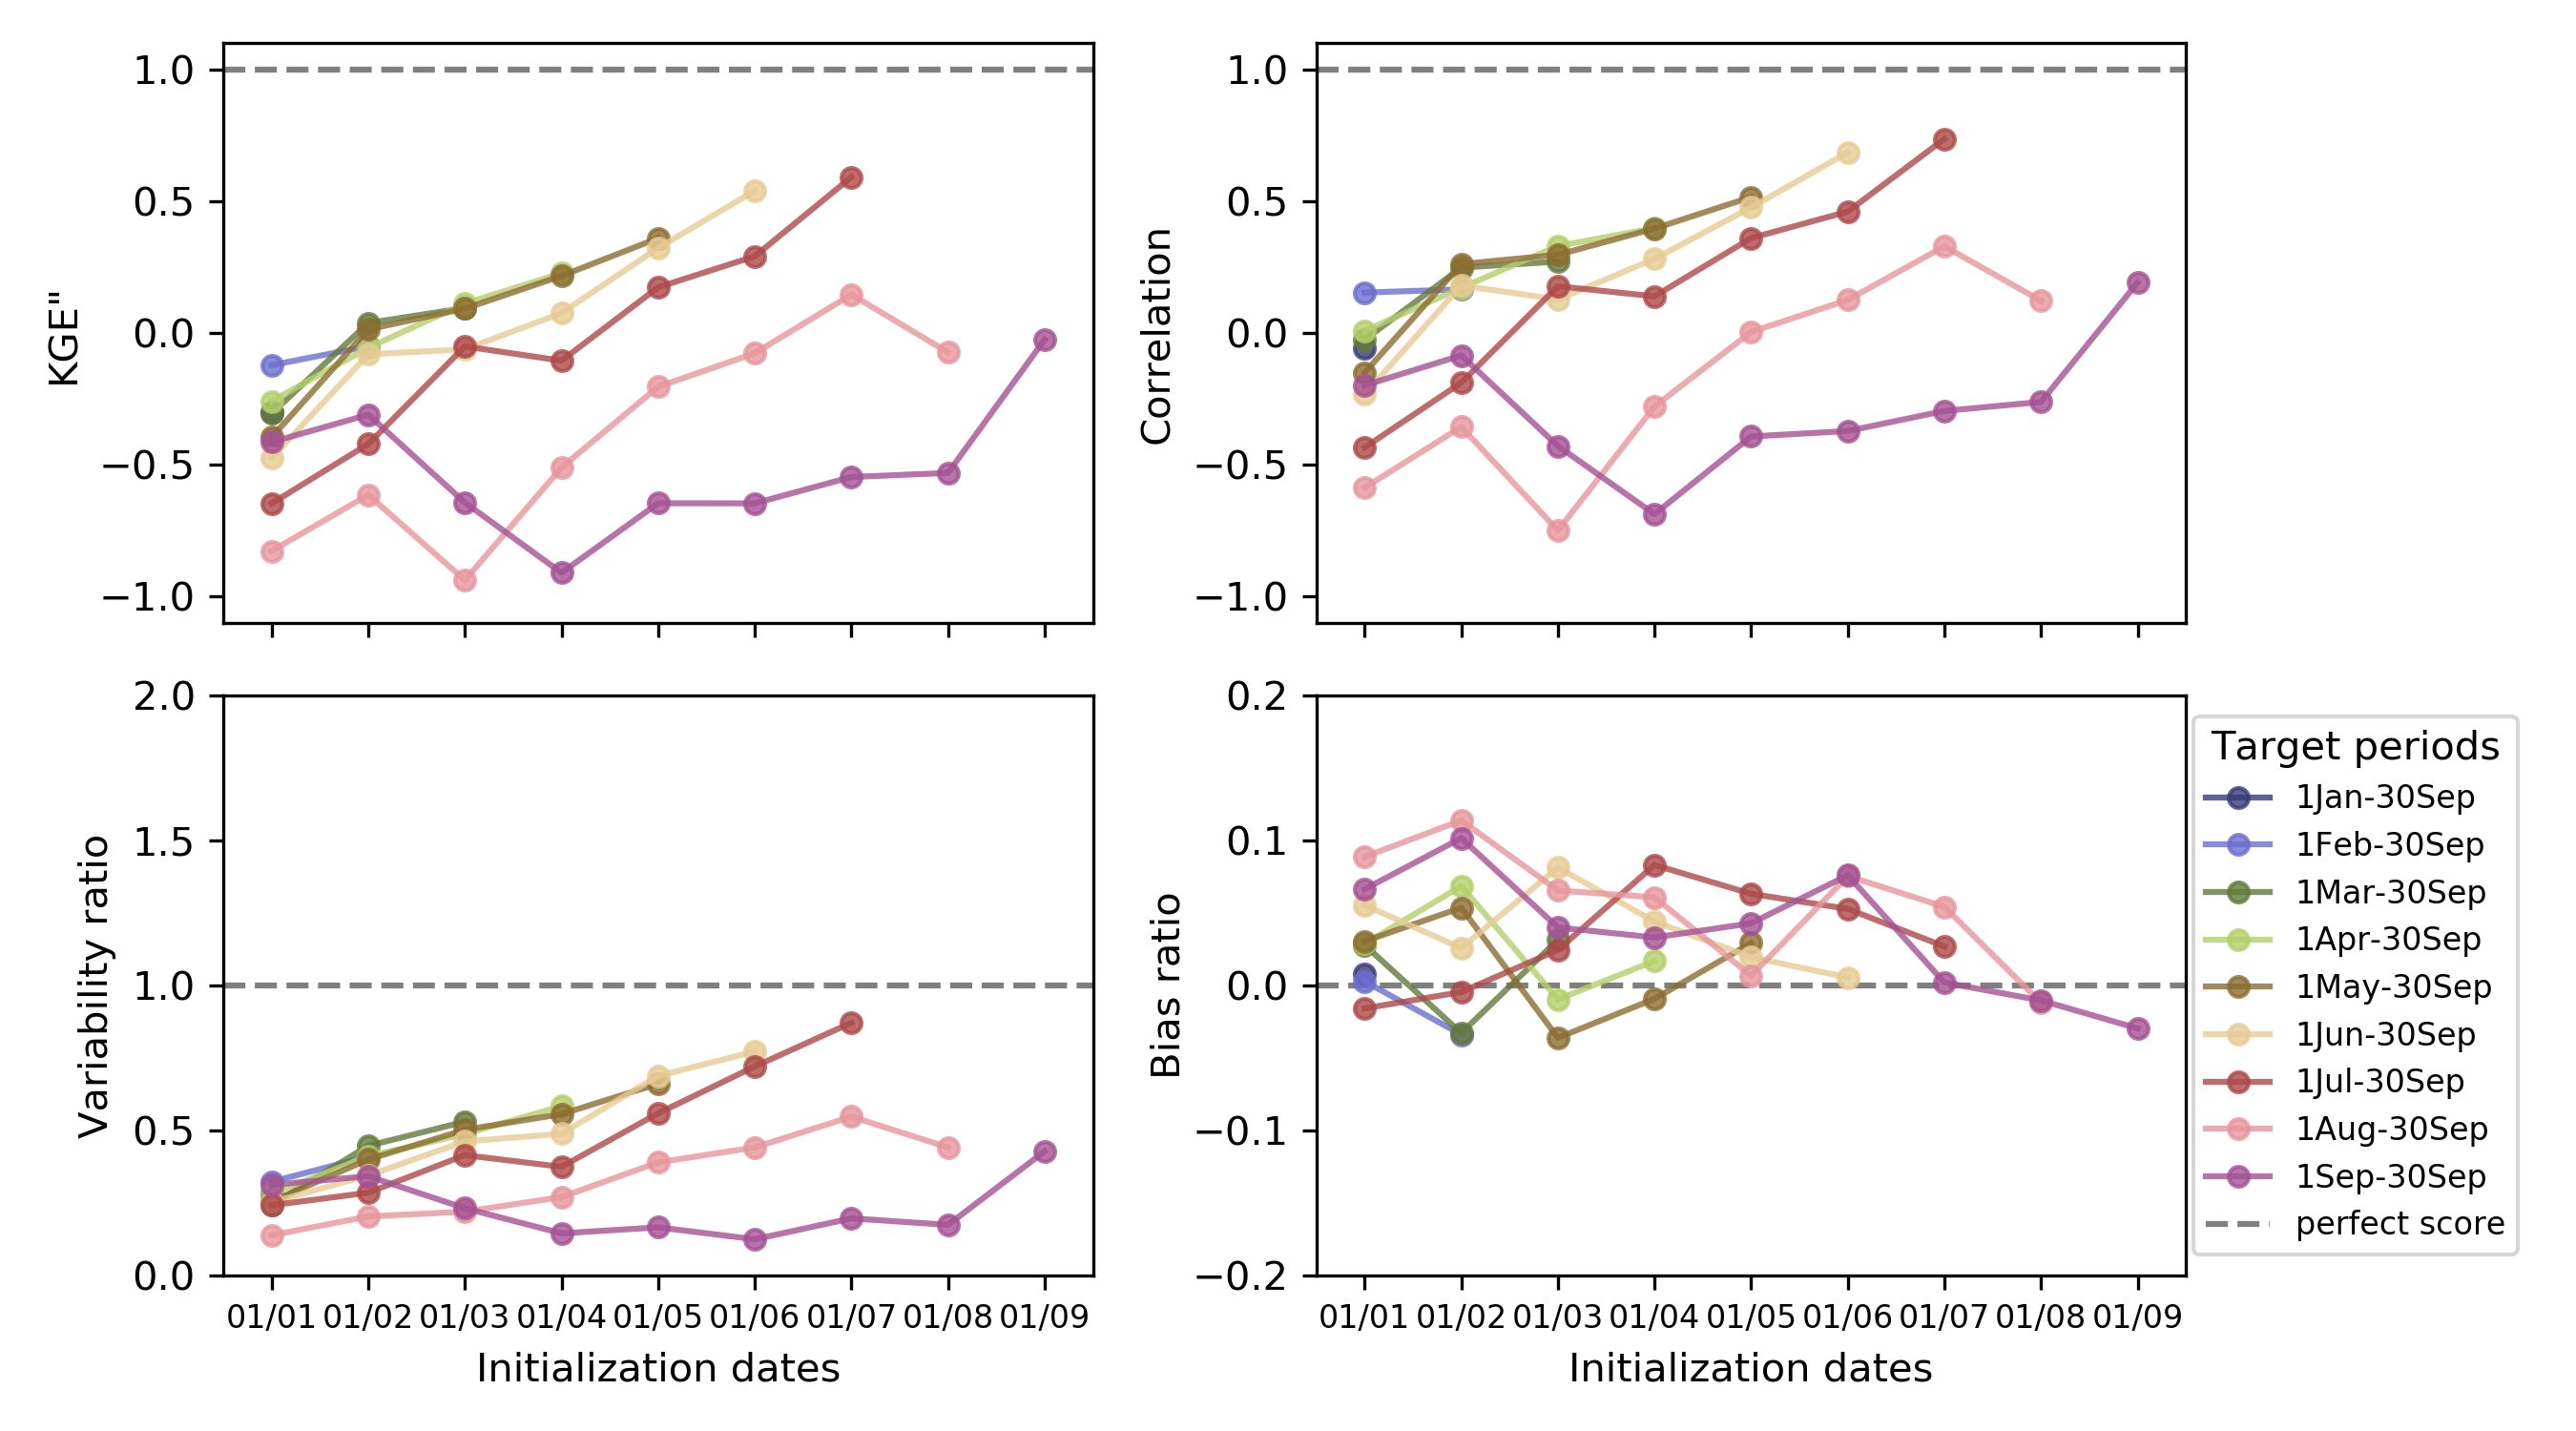 KGE"
1.0
0.5
0.0
−0.5
−1.0
Correlation
1.0
0.5
0.0
−0.5
−1.0
Variability ratio
2.0
1.5
1.0
0.5
0.0
01/01 01/02 01/03 01/04 01/05 01/06 01/07 01/08 01/09
Initialization dates
Bias ratio
0.2
0.1
0.0
−0.1
−0.2
01/01 01/02 01/03 01/04 01/05 01/06 01/07 01/08 01/09
Initialization dates
Target periods
1Jan-30Sep
1Feb-30Sep
1Mar-30Sep
1Apr-30Sep
1May-30Sep
1Jun-30Sep
1Jul-30Sep
1Aug-30Sep
1Sep-30Sep
perfect score